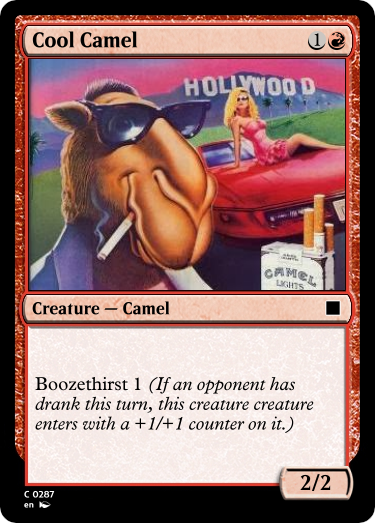 Cool Camel
1
HOLLYWOOD
CAMEL
LIGHTS
Creature — Camel
Boozethirst 1 (If an opponent has
drank this turn, this creature creature
enters with a +1/+1 counter on it.)
2/2
C 0287
en